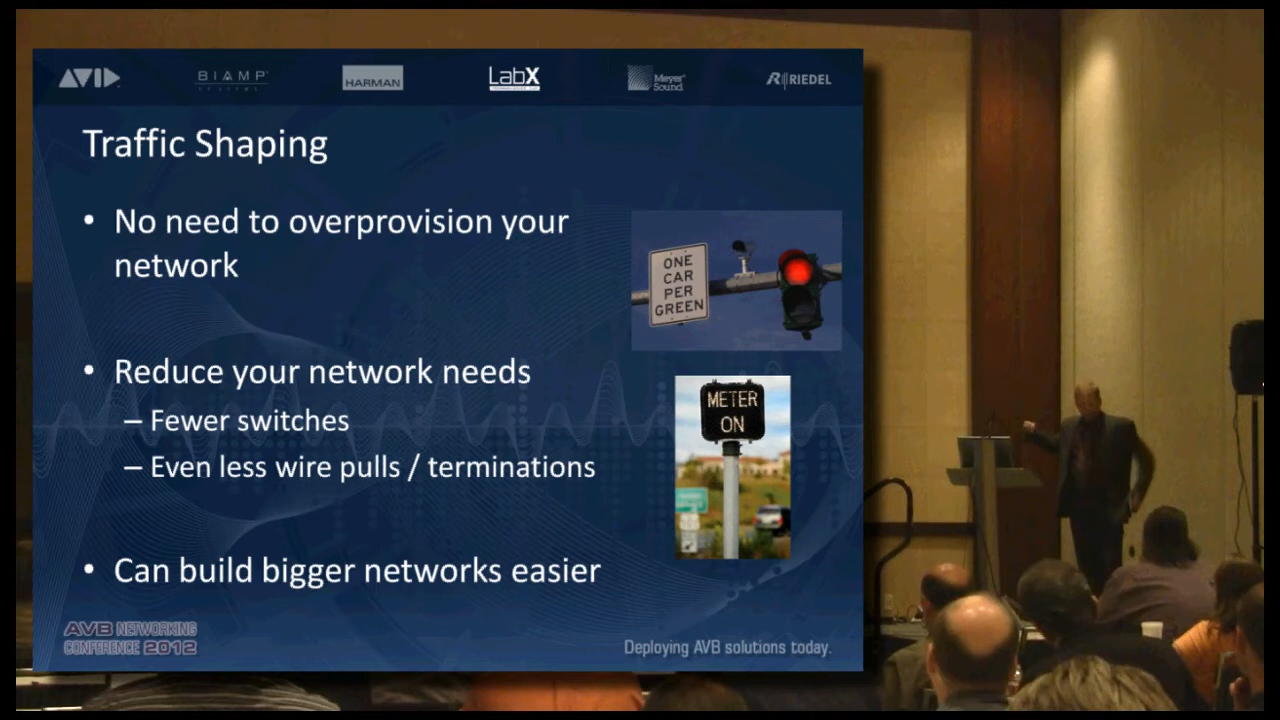 AVID
BIAMP
SYSTEMS
HARMAN
LabX
Meyer
Sound
RIEDEL
Traffic Shaping
• No need to overprovision your
network
ONE
CAR
PER
GREEN
• Reduce your network needs
– Fewer switches
– Even less wire pulls / terminations
METER
ON
• Can build bigger networks easier
AVB NETWORKING
CONFERENCE 2012
Deploying AVB solutions today.